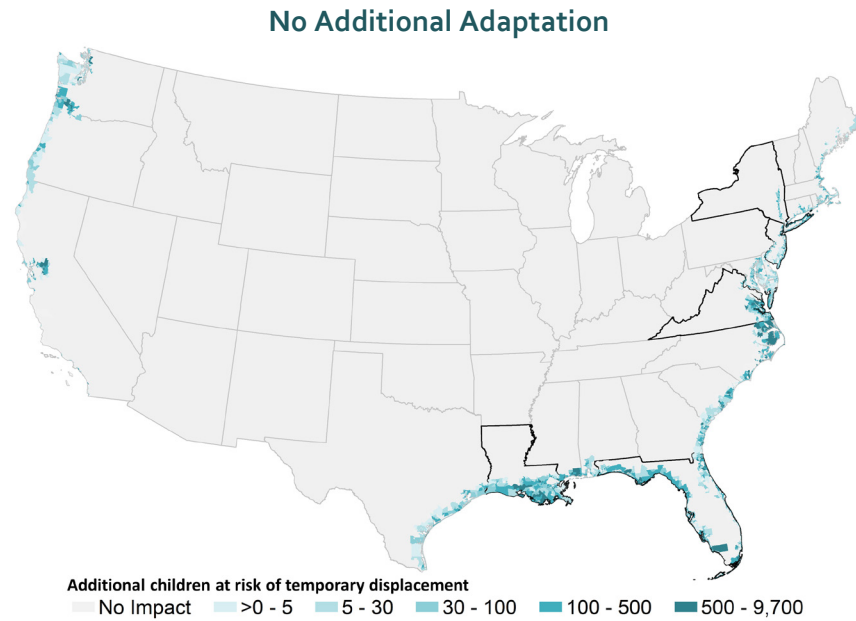 No Additional Adaptation
Additional children at risk of temporary displacement
No Impact >0 - 5 5 - 30 30 - 100 100 - 500 500 - 9,700